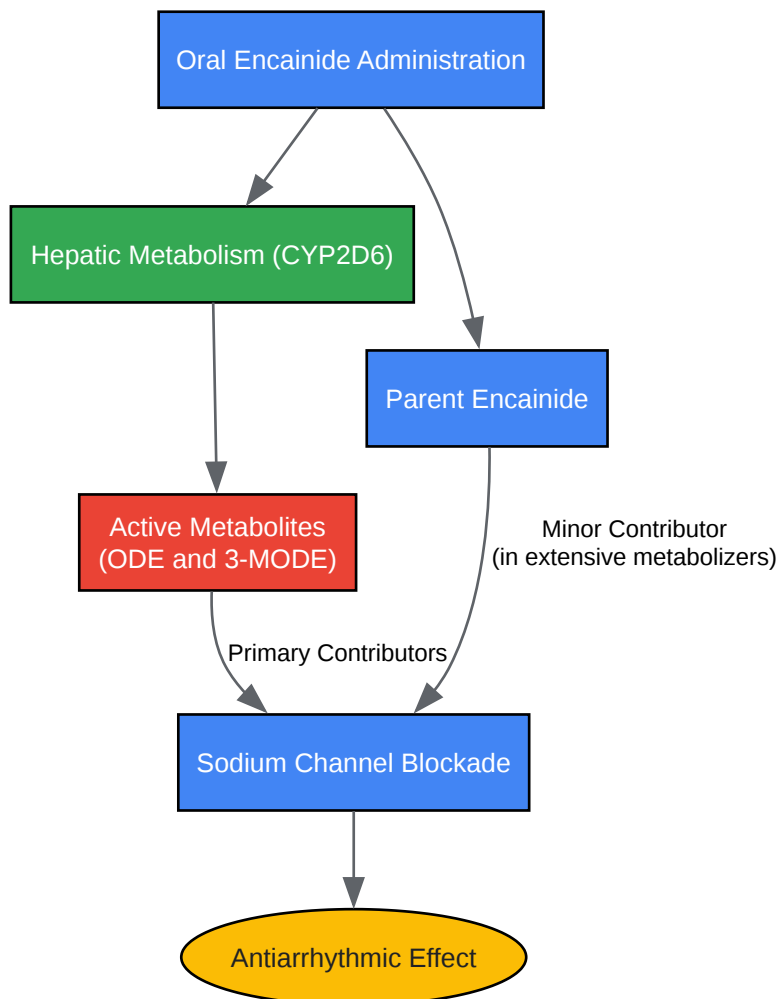 Oral Encainide Administration
Hepatic Metabolism (CYP2D6)
Parent Encainide
Active Metabolites
(ODE and 3-MODE)
Minor Contributor
(in extensive metabolizers)
Primary Contributors
Sodium Channel Blockade
Antiarrhythmic Effect